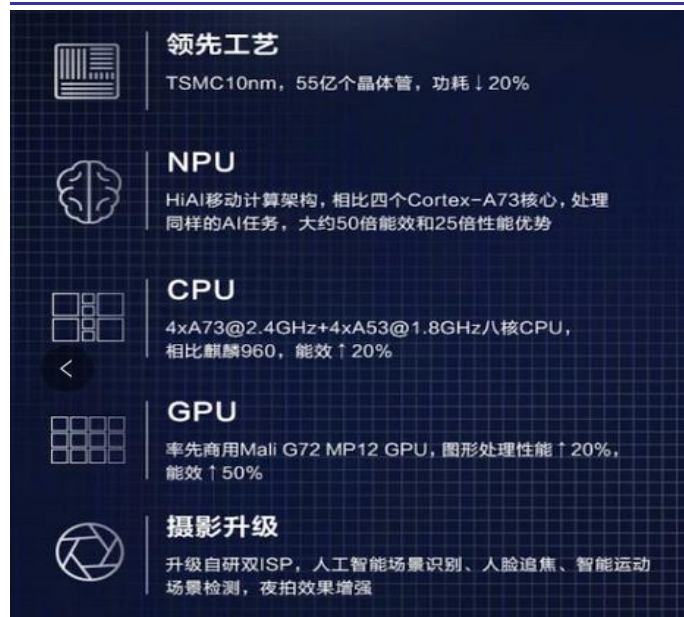 领先工艺
TSMC10nm，55亿个晶体管，功耗↓20%
NPU
HiAI移动计算架构，相比四个Cortex-A73核心，处理
同样的AI任务，大约50倍能效和25倍性能优势
CPU
4xA73@2.4GHz+4xA53@1.8GHz八核CPU，
相比麒麟960，能效↑20%
GPU
率先商用Mali G72 MP12 GPU，图形处理性能↑20%，
能效↑50%
摄影升级
升级自研双ISP，人工智能场景识别、人脸追焦、智能运动
场景检测，夜拍效果增强